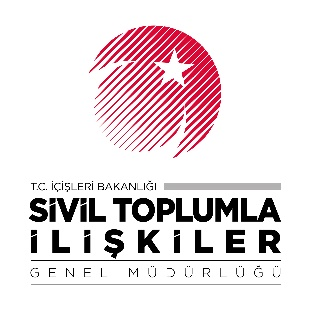 T.C. İÇİŞLERİ BAKANLIĞI
SİVİL TOPLUMLA
İLİŞKİLER
GENEL MÜDÜRLÜĞÜ